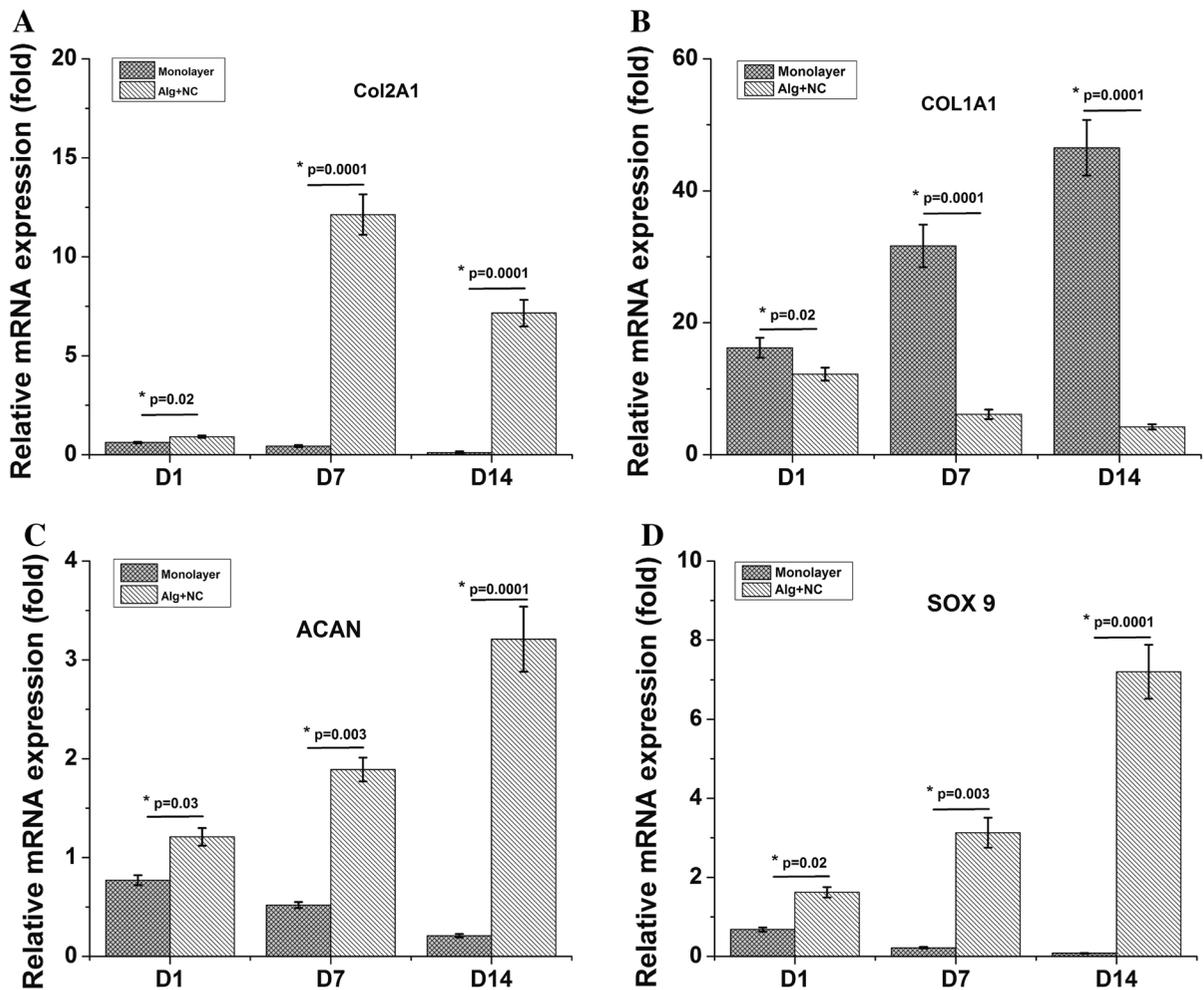 A
Relative mRNA expression (fold)
20
15
10
5
0
Monolayer
Alg+NC
Col2A1
* p=0.02
* p=0.0001
* p=0.0001
D1 D7 D14
B
Relative mRNA expression (fold)
60
40
20
0
Monolayer
Alg+NC
COL1A1
* p=0.02
* p=0.0001
* p=0.0001
D1 D7 D14
C
Relative mRNA expression (fold)
4
3
2
1
0
Monolayer
Alg+NC
ACAN
* p=0.03
* p=0.003
* p=0.0001
D1 D7 D14
D
Relative mRNA expression (fold)
10
8
6
4
2
0
Monolayer
Alg+NC
SOX 9
* p=0.02
* p=0.003
* p=0.0001
D1 D7 D14